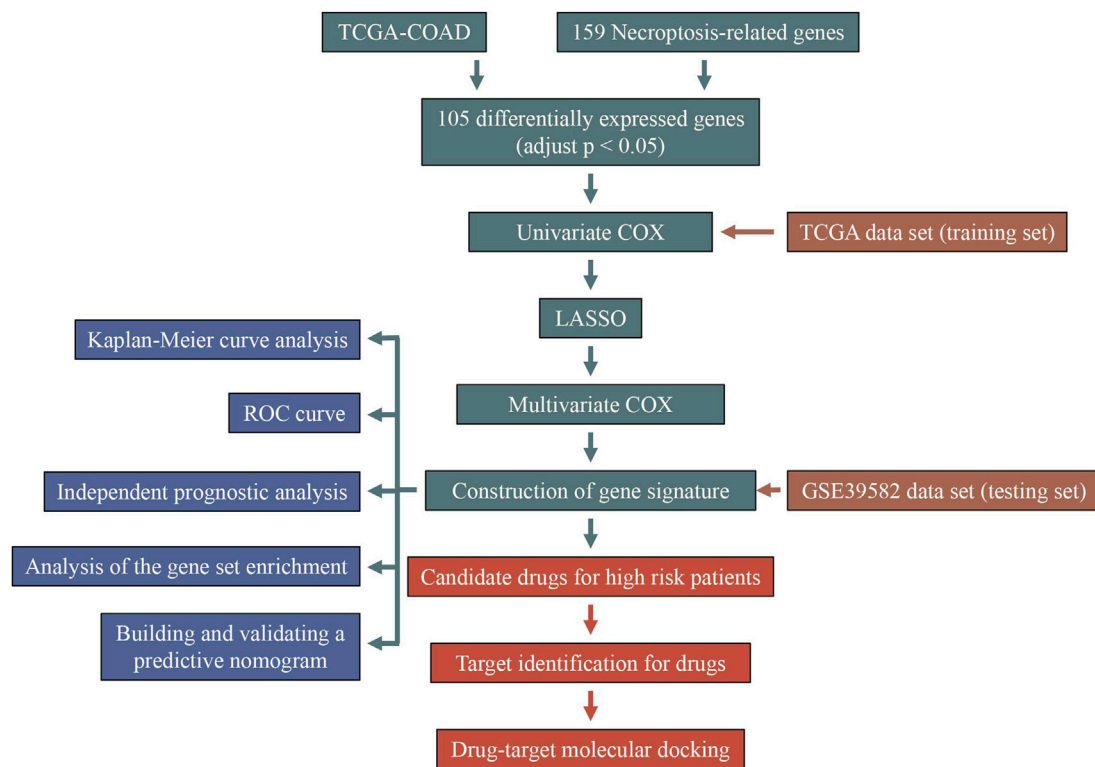 TCGA-COAD
159 Necroptosis-related genes
105 differentially expressed genes
(adjust p < 0.05)
Univariate COX
TCGA data set (training set)
LASSO
Kaplan-Meier curve analysis
Multivariate COX
ROC curve
Independent prognostic analysis
Construction of gene signature
GSE39582 data set (testing set)
Analysis of the gene set enrichment
Candidate drugs for high risk patients
Building and validating a
predictive nomogram
Target identification for drugs
Drug-target molecular docking